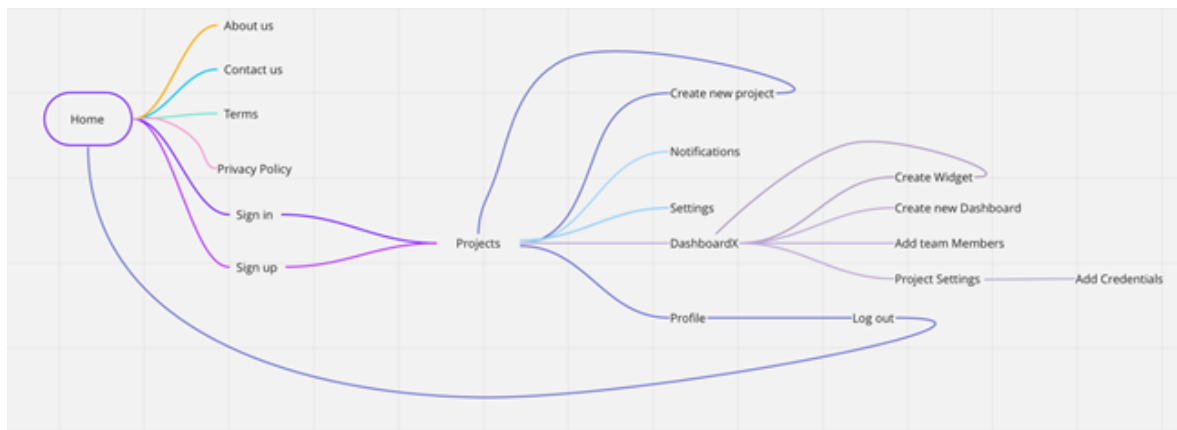 About us
Contact us
Home
Terms
Privacy Policy
Sign in
Sign up
Projects
Create new project
Notifications
Settings
DashboardX
Profile
Log out
Create Widget
Create new Dashboard
Add team Members
Project Settings
Add Credentials